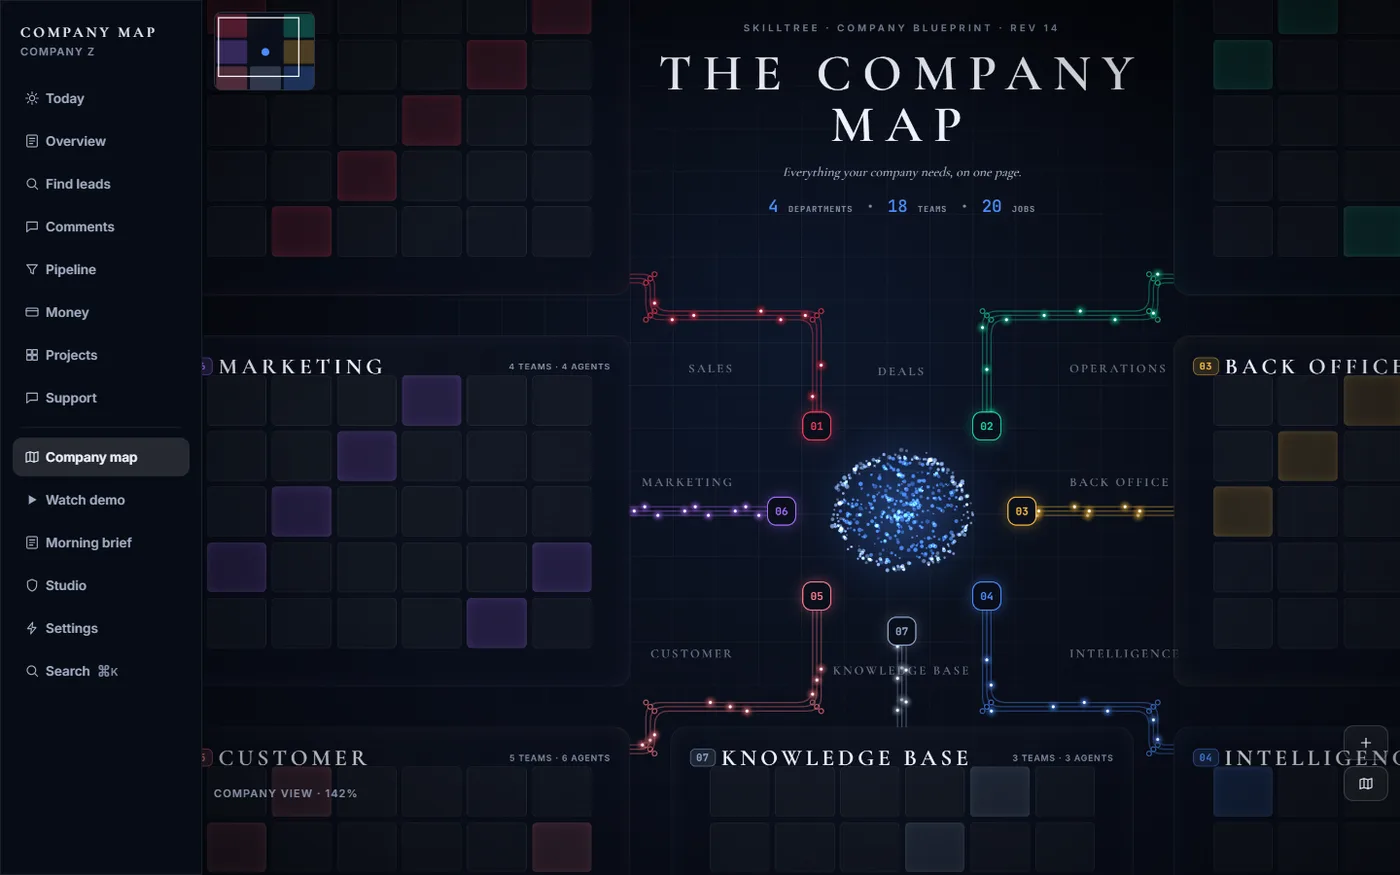 COMPANY MAP
COMPANY Z
Today
Overview
Find leads
Comments
Pipeline
Money
Projects
Support
Company map
Watch demo
Morning brief
Studio
Settings
Search ⌘K
SKILLTREE · COMPANY BLUEPRINT · REV 14
THE COMPANY
MAP
Everything your company needs, on one page.
4 DEPARTMENTS • 18 TEAMS • 20 JOBS
SALES
DEALS
OPERATIONS
01
02
MARKETING
4 TEAMS · 4 AGENTS
03 BACK OFFICE
MARKETING
BACK OFFICE
06
03
05
04
07
CUSTOMER
KNOWLEDGE BASE
INTELLIGENCE
CUSTOMER
5 TEAMS · 6 AGENTS
07 KNOWLEDGE BASE
3 TEAMS · 3 AGENTS
04 INTELLIGENC
COMPANY VIEW · 142%